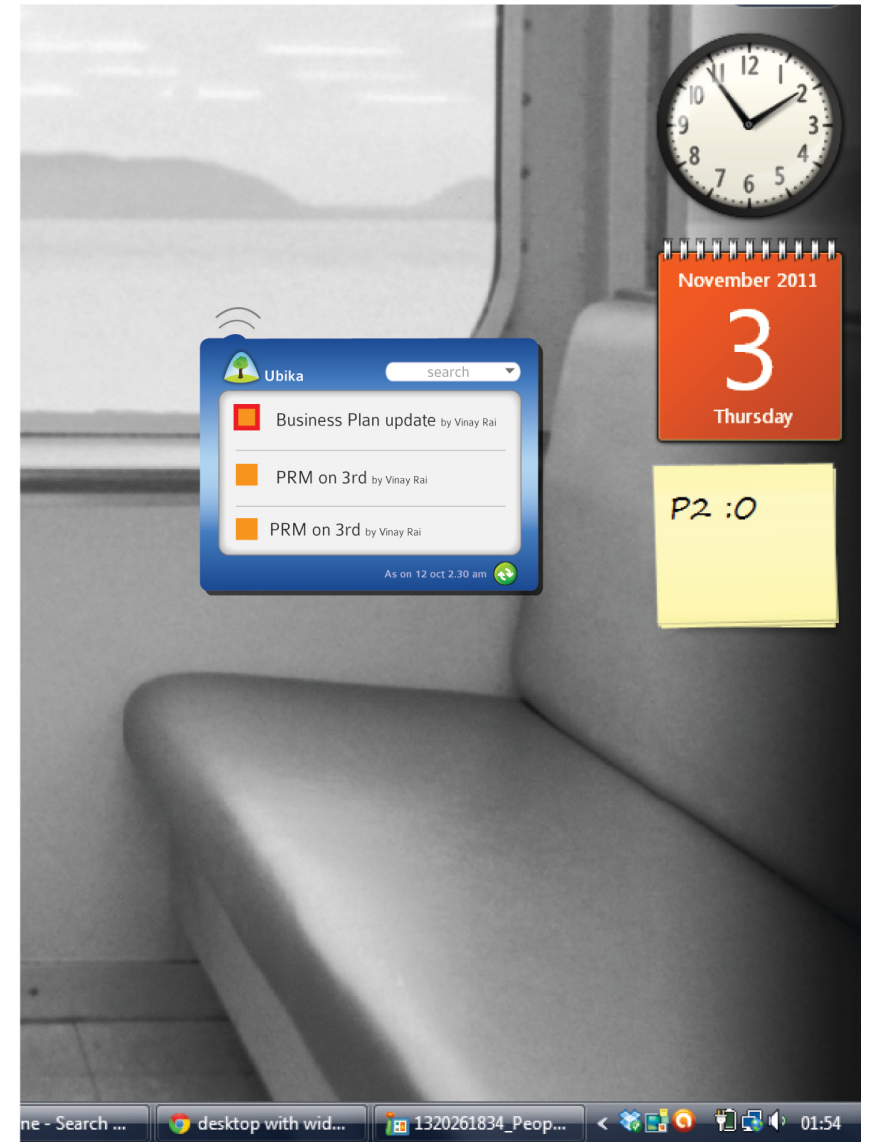 12
11
1
10
2
9
3
8
4
7
5
6
November 2011
3
Thursday
Ubika
search
Business Plan update by Vinay Rai
PRM on 3rd by Vinay Rai
PRM on 3rd by Vinay Rai
As on 12 oct 2.30 am
P2 :O
ne - Search ...
desktop with wid...
1320261834_Peop...
< 01:54